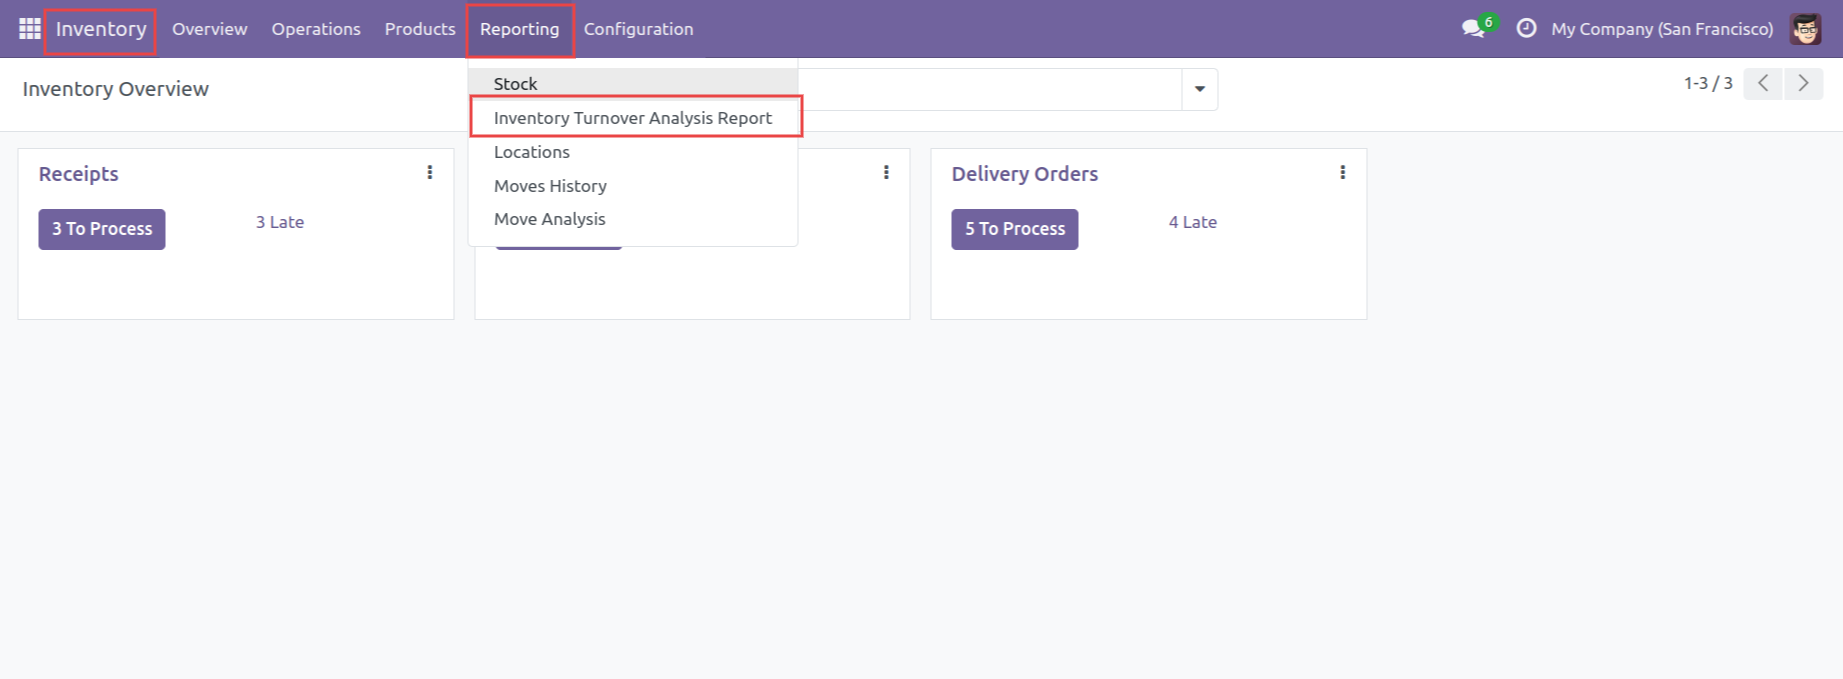 Inventory Overview Operations Products Reporting Configuration 6 My Company (San Francisco)
Inventory Overview
1-3 / 3
Stock
Inventory Turnover Analysis Report
Locations
Moves History
Move Analysis
Receipts
3 To Process 3 Late
Delivery Orders
5 To Process 4 Late